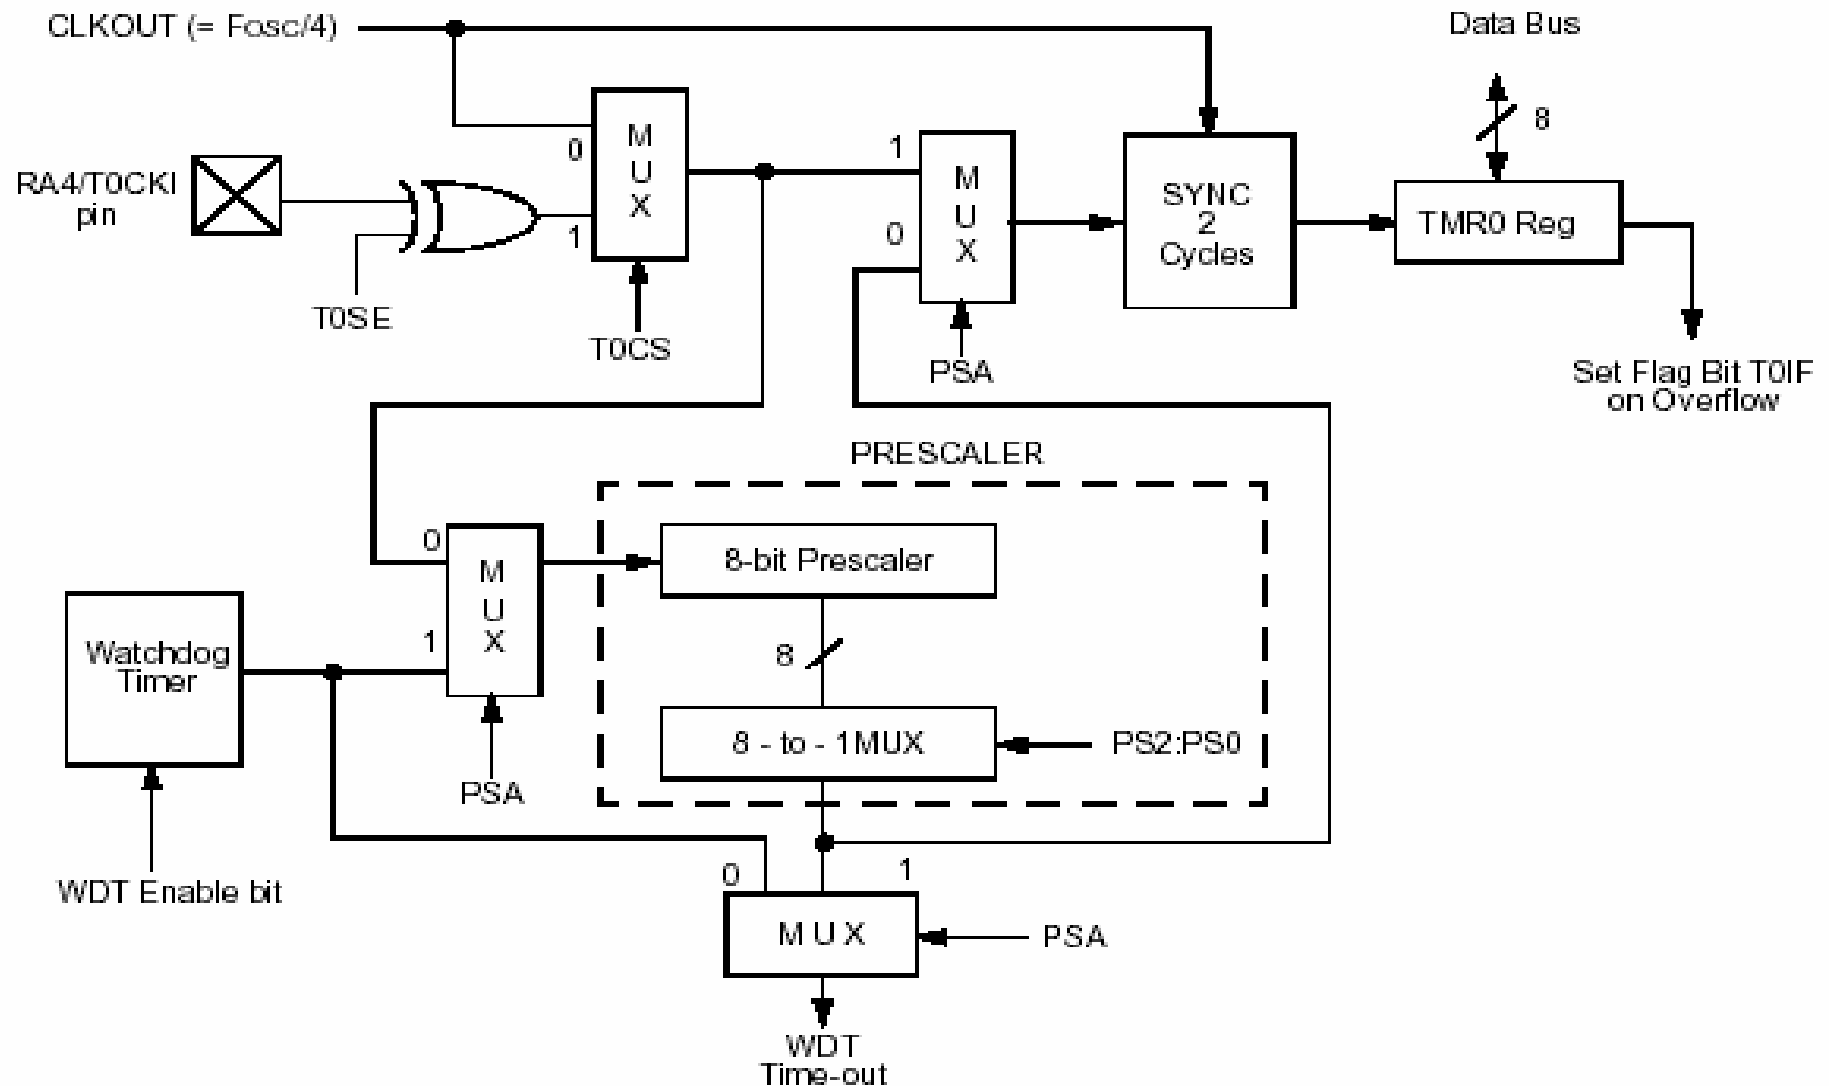 CLKOUT (= Fosc/4)
Data Bus
8
RA4/T0CKI
pin
0
1
M
U
X
T0SE
T0CS
1
0
M
U
X
PSA
SYNC
2
Cycles
TMR0 Reg
Set Flag Bit T0IF
on Overflow
PRESCALER
0
1
M
U
X
PSA
8-bit Prescaler
8
8 - to - 1MUX
PS2:PS0
Watchdog
Timer
WDT Enable bit
0
1
M U X
PSA
WDT
Time-out